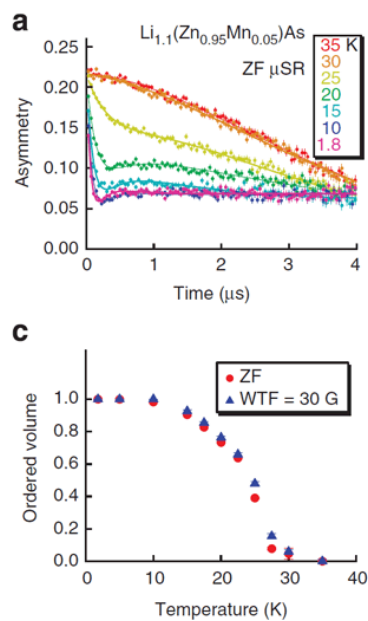 a
Li1.1(Zn0.95Mn0.05)As
ZF μSR
35 K
30
25
20
15
10
1.8
0.25
0.20
0.15
0.10
0.05
0.00
Asymmetry
0
1
2
3
4
Time (μs)
c
ZF
WTF = 30 G
1.0
0.8
0.6
0.4
0.2
0.0
Ordered volume
0
10
20
30
40
Temperature (K)